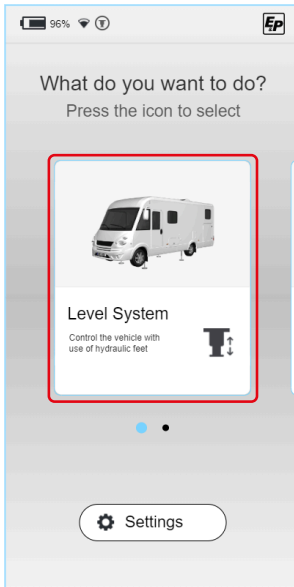 96%
EP
What do you want to do?
Press the icon to select
Level System
Control the vehicle with
use of hydraulic feet
Settings